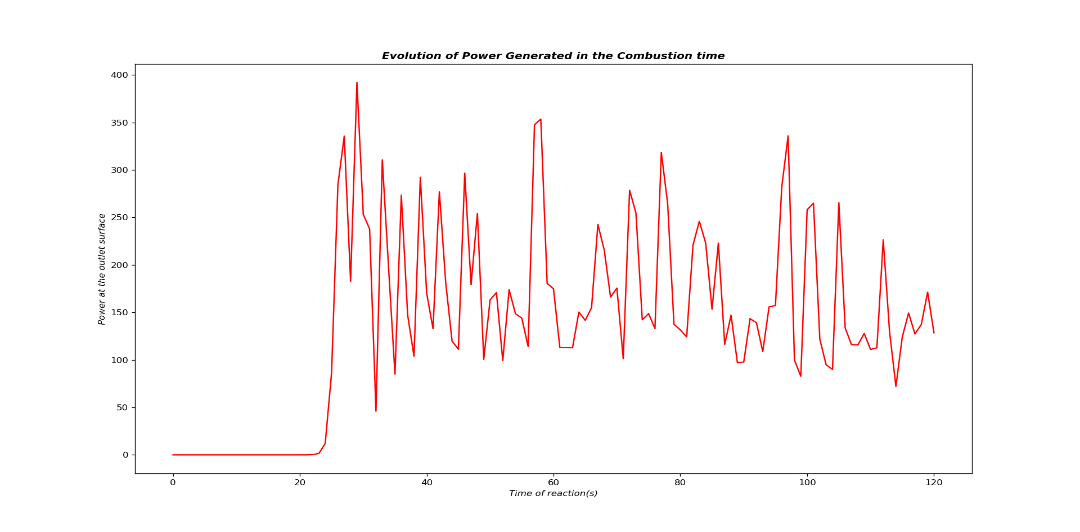 Evolution of Power Generated in the Combustion time
400
350
300
250
200
150
100
50
0
Power at the outlet surface
0 20 40 60 80 100 120
Time of reaction(s)